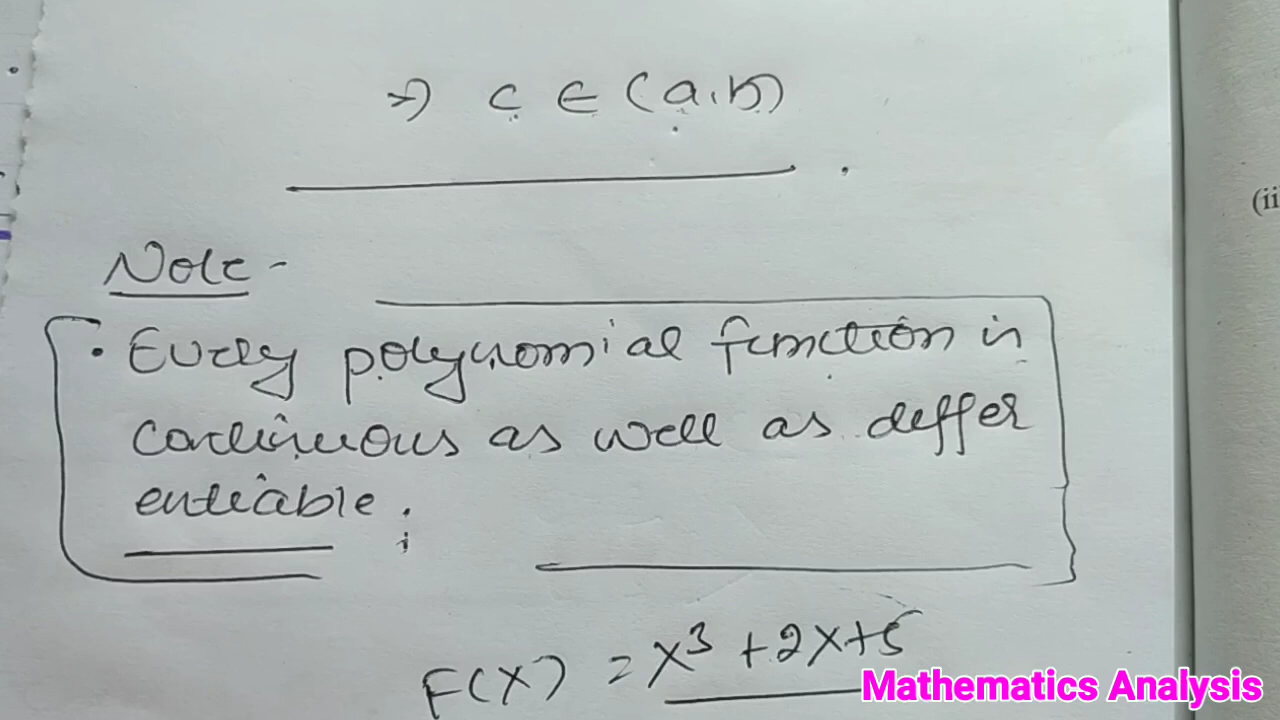 → c ∈ (a,b)
Note -
• Every polynomial function is
continuous as well as differ
entiable.
F(x) = x³ + 2x + 5
Mathematics Analysis
(ii